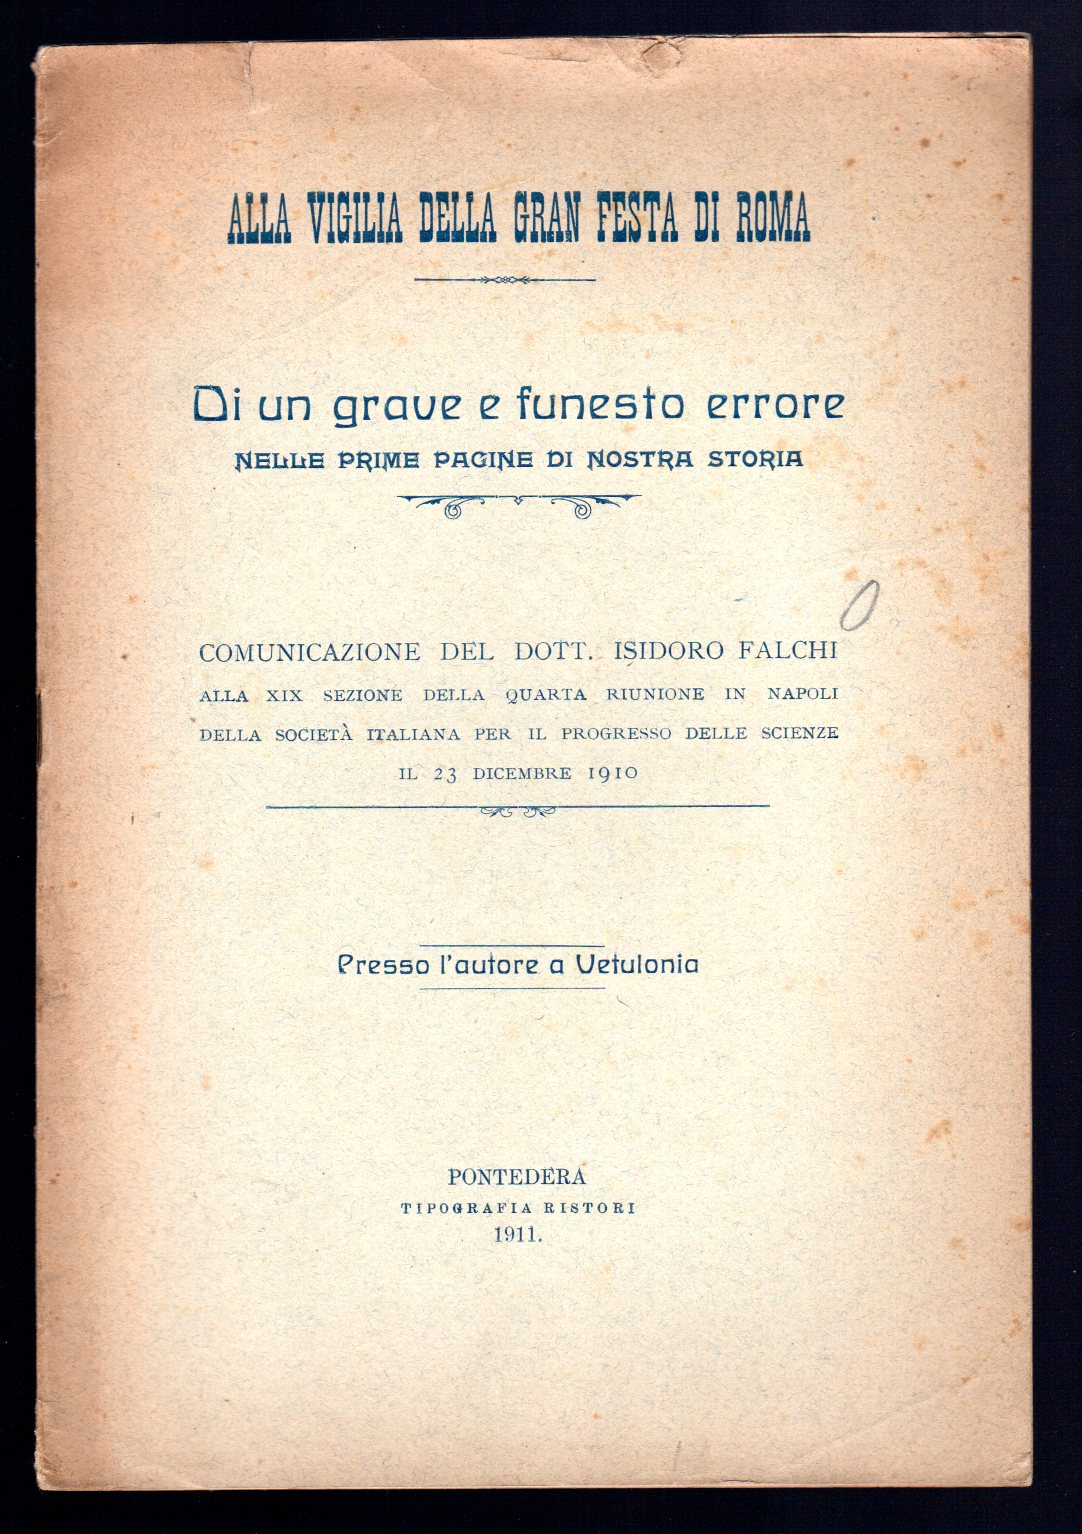 ALLA VIGILIA DELLA GRAN FESTA DI ROMA
Di un grave e funesto errore
NELLE PRIME PAGINE DI NOSTRA STORIA
COMUNICAZIONE DEL DOTT. ISIDORO FALCHI
ALLA XIX SEZIONE DELLA QUARTA RIUNIONE IN NAPOLI
DELLA SOCIETÀ ITALIANA PER IL PROGRESSO DELLE SCIENZE
IL 23 DICEMBRE 1910
Presso l'autore a Vetulonia
PONTEDERA
TIPOGRAFIA RISTORI
1911.